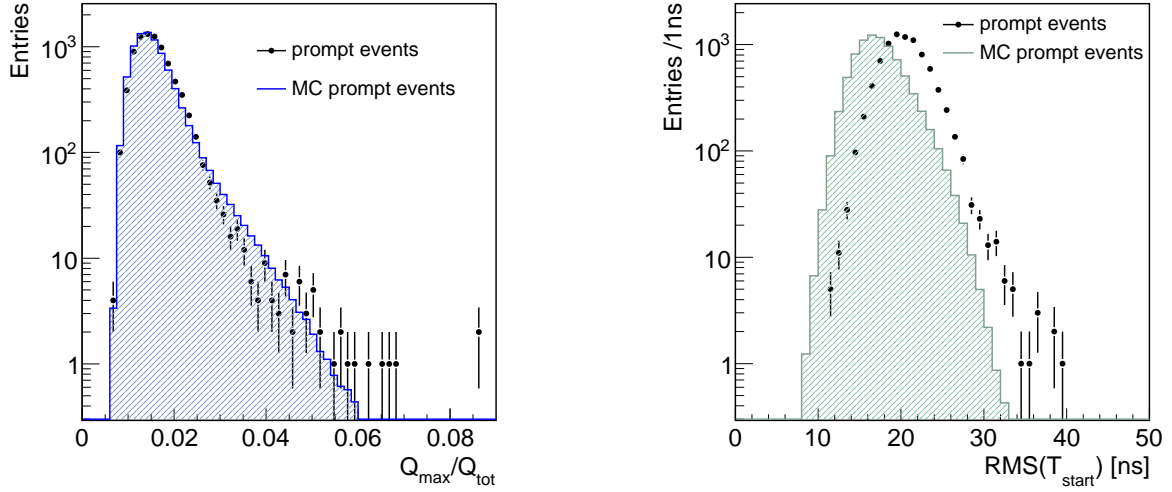 Entries
10³
10²
10
1
prompt events
MC prompt events
0 0.02 0.04 0.06 0.08
Q_max/Q_tot
Entries /1ns
10³
10²
10
1
prompt events
MC prompt events
0 10 20 30 40 50
RMS(T_start) [ns]